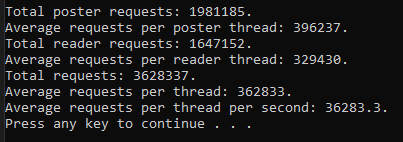 Total poster requests: 1981185.
Average requests per poster thread: 396237.
Total reader requests: 1647152.
Average requests per reader thread: 329430.
Total requests: 3628337.
Average requests per thread: 362833.
Average requests per thread per second: 36283.3.
Press any key to continue . . .